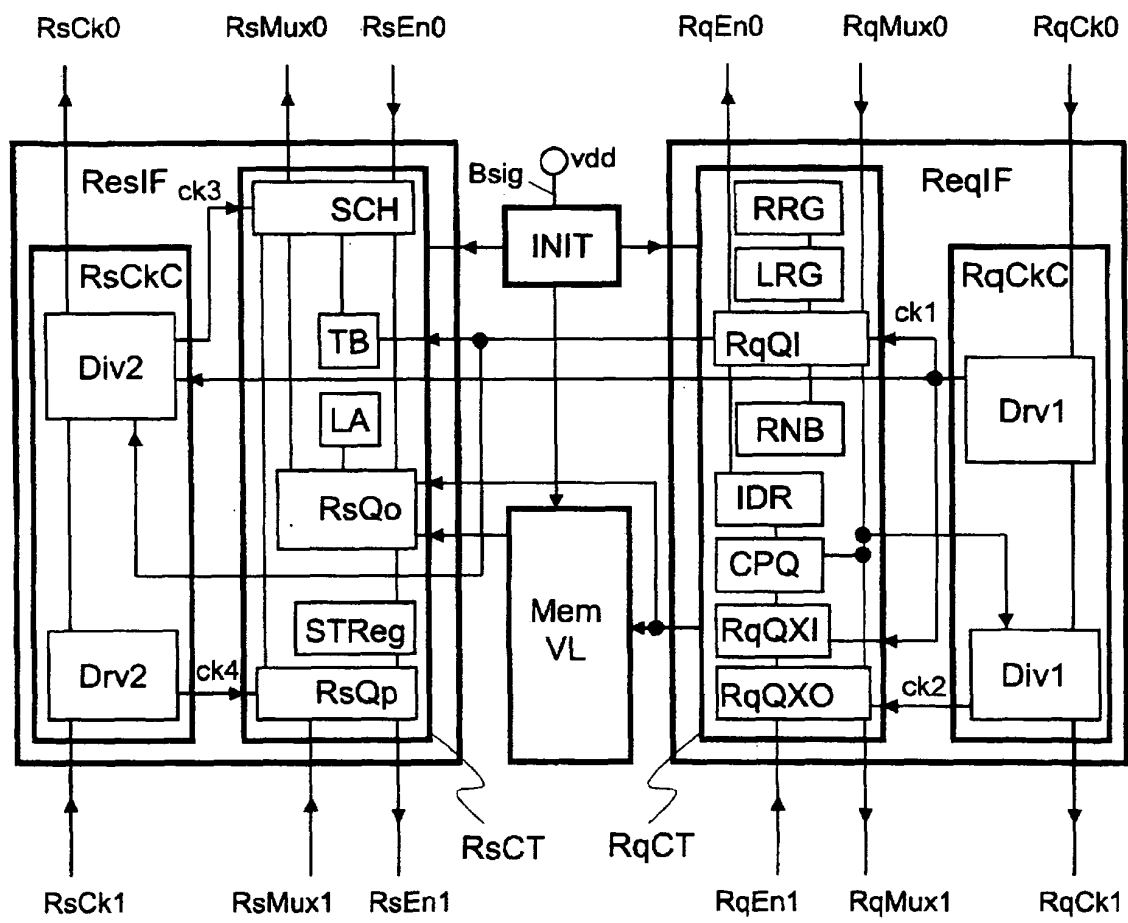 RsCk0 RsMux0 RsEn0 RqEn0 RqMux0 RqCk0
ResIF ck3 SCH Bsig vdd INIT RRG ReqIF
RsCkC LRG RqCkC
Div2 TB RqQI ck1 Drv1
LA RNB
RsQo IDR
CPQ
STReg Mem VL RqQXI
Drv2 ck4 RsQp RqQXO ck2 Div1
RsCT RqCT
RsCk1 RsMux1 RsEn1 RqEn1 RqMux1 RqCk1